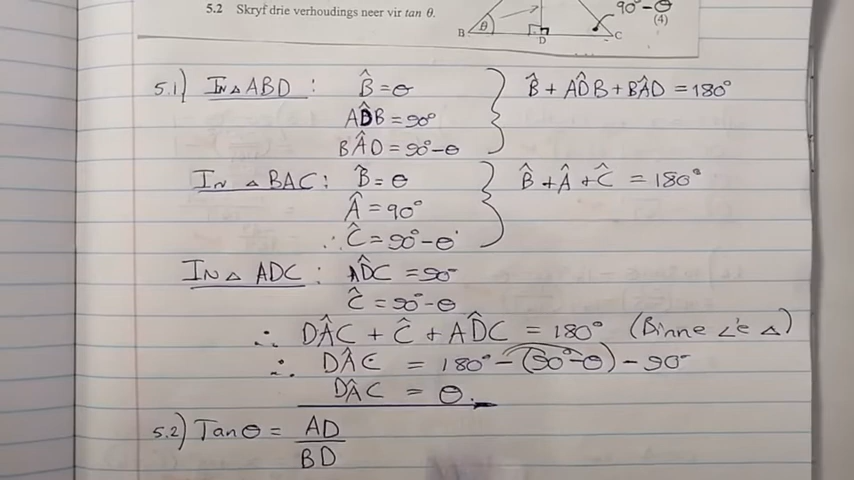 90°-θ
5.2 Skryf drie verhoudings neer vir tan θ.
(4)
B θ D C
5.1) IN △ ABD : B̂ = θ B̂ + AD̂B + BÂD = 180°
AD̂B = 90°
BÂD = 90°-θ
IN △ BAC : B̂ = θ B̂ + Â + Ĉ = 180°
Â = 90°
∴ Ĉ = 90°-θ
IN △ ADC : AD̂C = 90°
Ĉ = 90°-θ
∴ DÂC + Ĉ + AD̂C = 180° (Binne ∠'e △)
∴ DÂC = 180° - (90°-θ) - 90°
DÂC = θ.
5.2) Tan θ = AD
BD